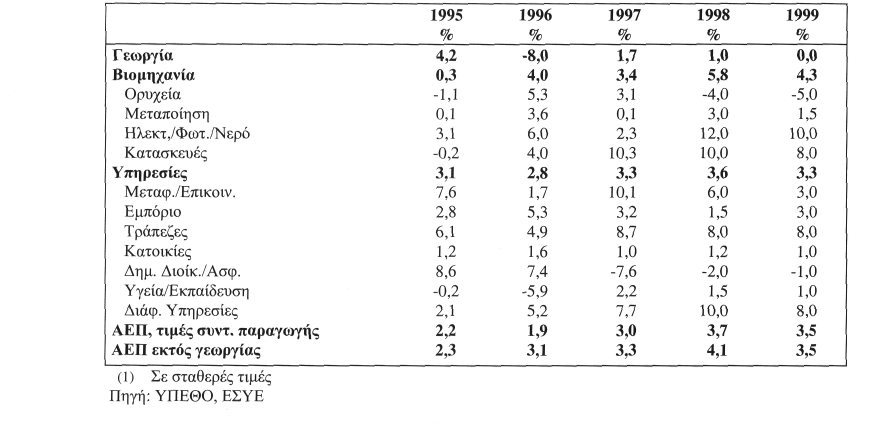 1995 1996 1997 1998 1999
% % % % %
Γεωργία 4,2 -8,0 1,7 1,0 0,0
Βιομηχανία 0,3 4,0 3,4 5,8 4,3
Ορυχεία -1,1 5,3 3,1 -4,0 -5,0
Μεταποίηση 0,1 3,6 0,1 3,0 1,5
Ηλεκτ,/Φωτ./Νερό 3,1 6,0 2,3 12,0 10,0
Κατασκευές -0,2 4,0 10,3 10,0 8,0
Υπηρεσίες 3,1 2,8 3,3 3,6 3,3
Μεταφ./Επικοιν. 7,6 1,7 10,1 6,0 3,0
Εμπόριο 2,8 5,3 3,2 1,5 3,0
Τράπεζες 6,1 4,9 8,7 8,0 8,0
Κατοικίες 1,2 1,6 1,0 1,2 1,0
Δημ. Διοίκ./Ασφ. 8,6 7,4 -7,6 -2,0 -1,0
Υγεία/Εκπαίδευση -0,2 -5,9 2,2 1,5 1,0
Διάφ. Υπηρεσίες 2,1 5,2 7,7 10,0 8,0
ΑΕΠ, τιμές συντ. παραγωγής 2,2 1,9 3,0 3,7 3,5
ΑΕΠ εκτός γεωργίας 2,3 3,1 3,3 4,1 3,5
(1) Σε σταθερές τιμές
Πηγή: ΥΠΕΘΟ, ΕΣΥΕ